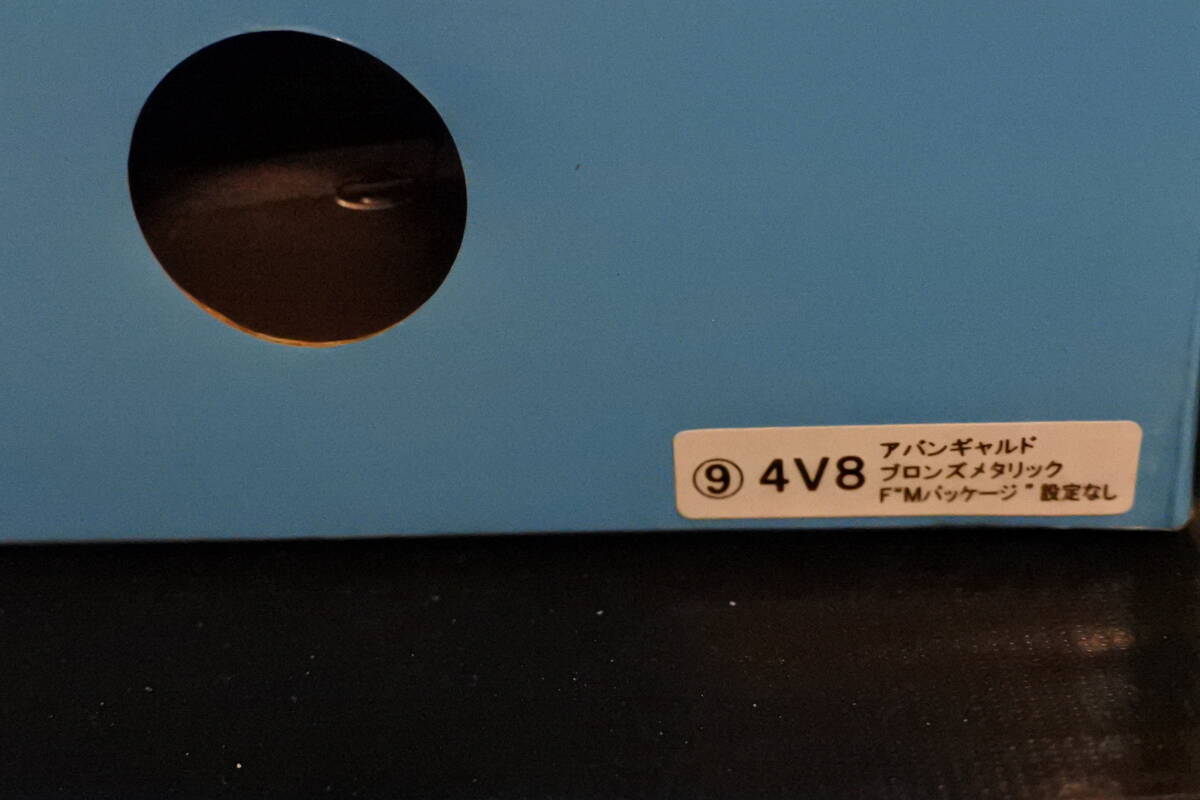 ⑨ 4V8
アバンギャルド
ブロンズメタリック
F"Mパッケージ"設定なし